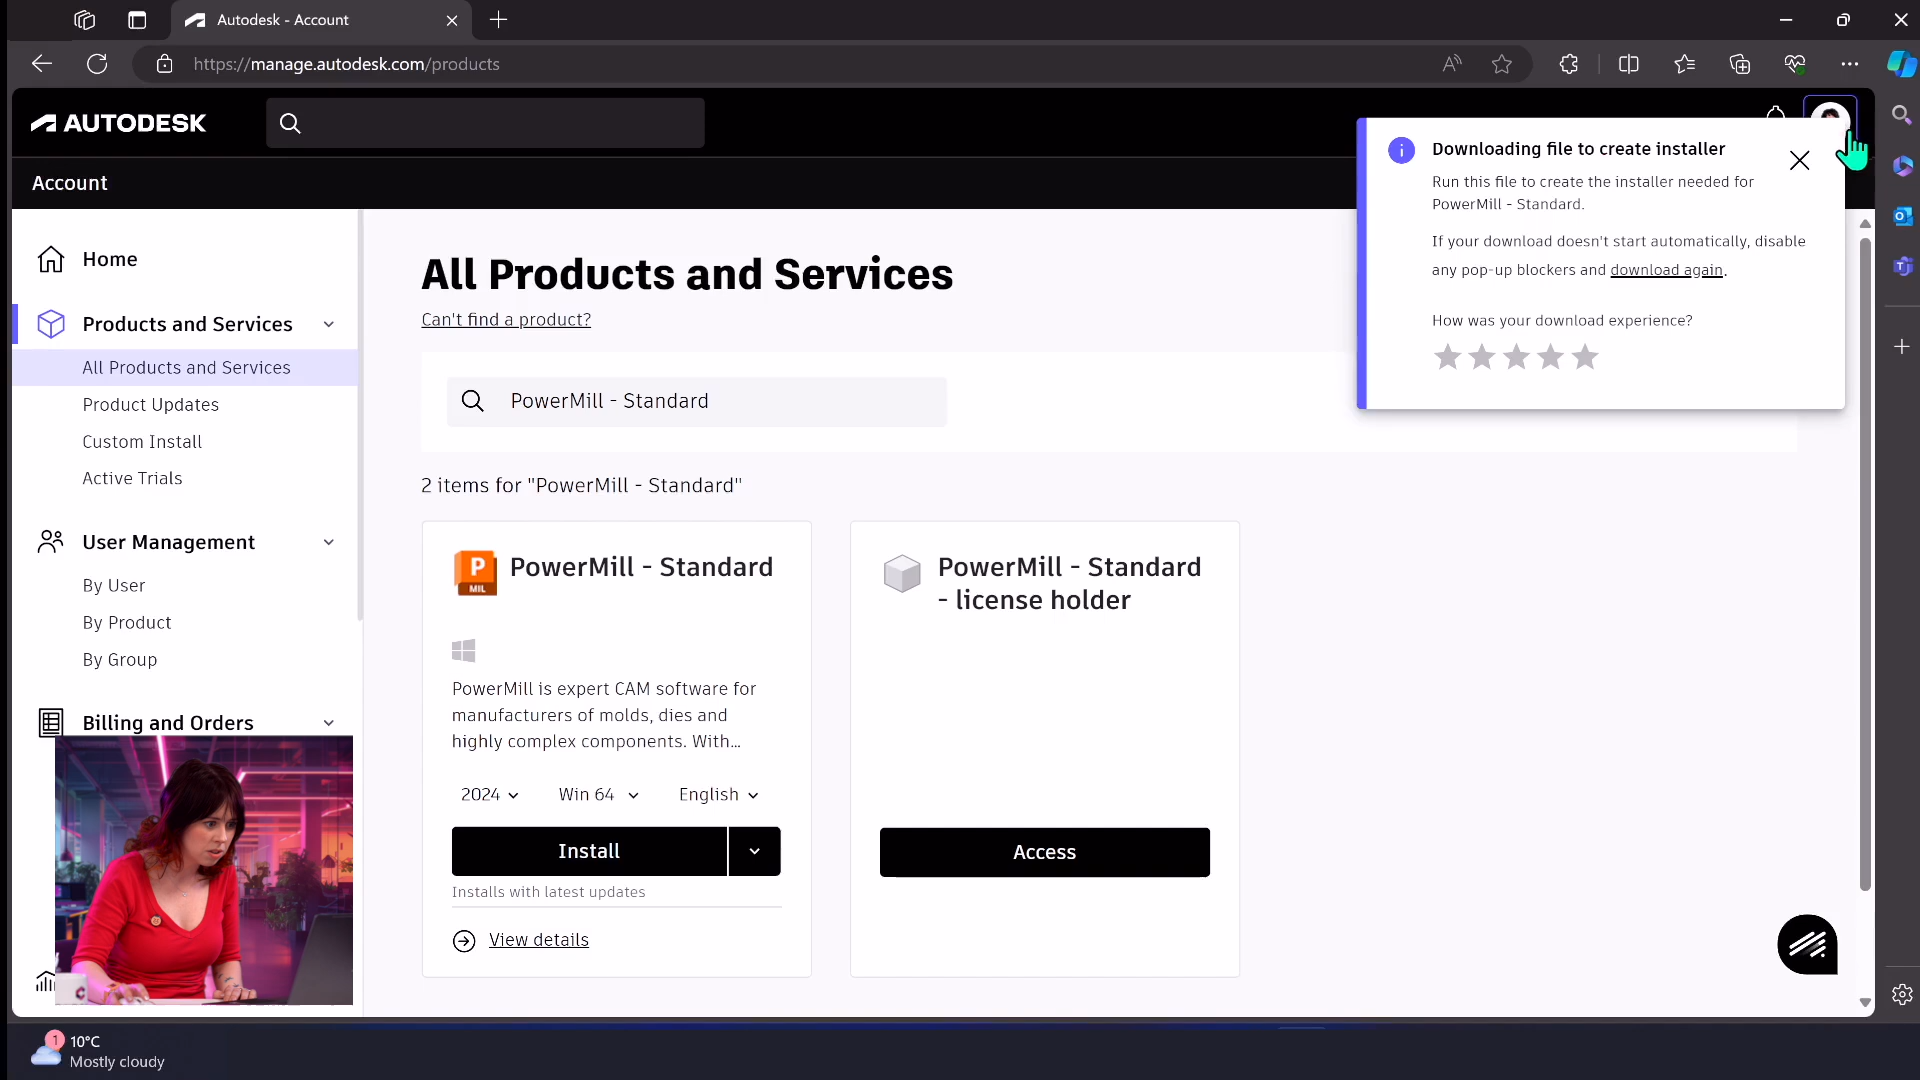 Autodesk - Account
https://manage.autodesk.com/products
AUTODESK
Account
Downloading file to create installer
Run this file to create the installer needed for
PowerMill - Standard.
If your download doesn't start automatically, disable
any pop-up blockers and download again.
How was your download experience?
Home
Products and Services
All Products and Services
Product Updates
Custom Install
Active Trials
User Management
By User
By Product
By Group
Billing and Orders
All Products and Services
Can't find a product?
PowerMill - Standard
2 items for "PowerMill - Standard"
P
MIL
PowerMill - Standard
PowerMill is expert CAM software for
manufacturers of molds, dies and
highly complex components. With...
2024
Win 64
English
Install
Installs with latest updates
View details
PowerMill - Standard
- license holder
Access
1
10°C
Mostly cloudy